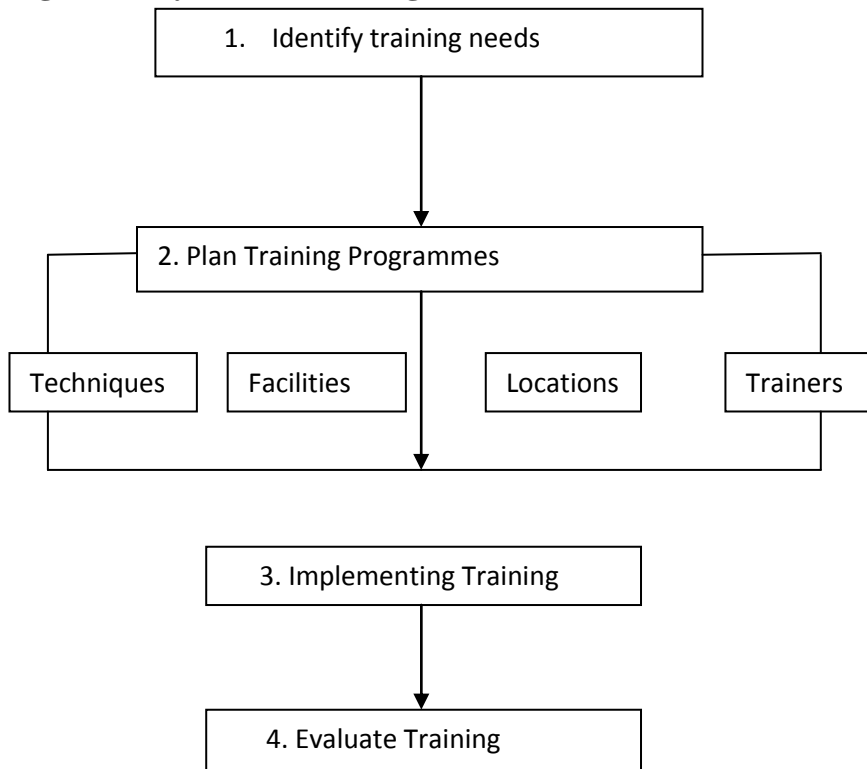 1. Identify training needs
2. Plan Training Programmes
Techniques
Facilities
Locations
Trainers
3. Implementing Training
4. Evaluate Training